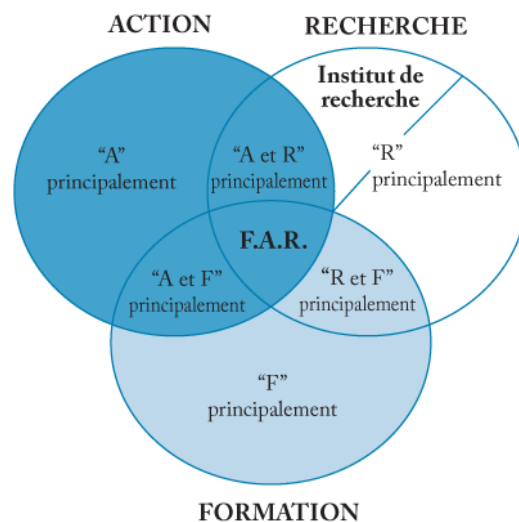 ACTION
RECHERCHE
Institut de
recherche
“A”
principalement
“A et R”
principalement
“R”
principalement
F.A.R.
“A et F”
principalement
“R et F”
principalement
“F”
principalement
FORMATION